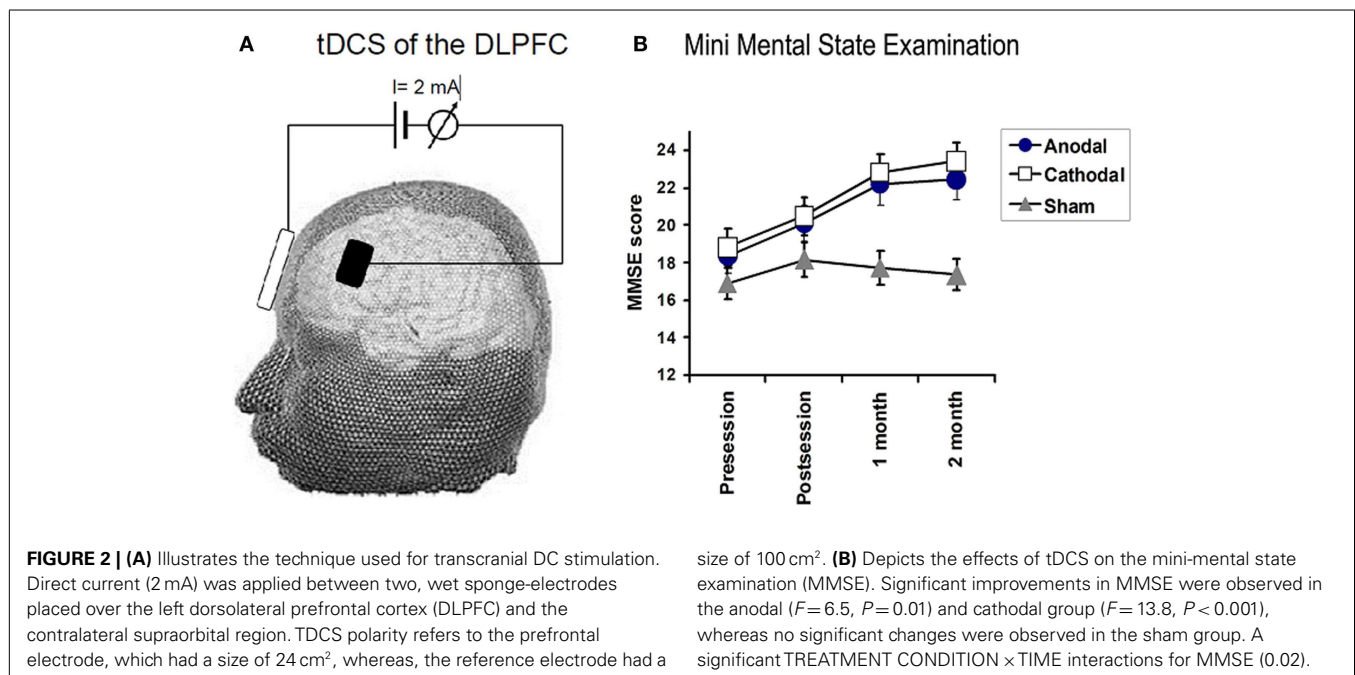 A tDCS of the DLPFC
I= 2 mA
B Mini Mental State Examination
MMSE score
24
22
20
18
16
14
12
Presession
Postsession
1 month
2 month
Anodal
Cathodal
Sham
FIGURE 2 | (A) Illustrates the technique used for transcranial DC stimulation.
Direct current (2 mA) was applied between two, wet sponge-electrodes
placed over the left dorsolateral prefrontal cortex (DLPFC) and the
contralateral supraorbital region. TDCS polarity refers to the prefrontal
electrode, which had a size of 24 cm², whereas, the reference electrode had a
size of 100 cm². (B) Depicts the effects of tDCS on the mini-mental state
examination (MMSE). Significant improvements in MMSE were observed in
the anodal (F = 6.5, P = 0.01) and cathodal group (F = 13.8, P < 0.001),
whereas no significant changes were observed in the sham group. A
significant TREATMENT CONDITION × TIME interactions for MMSE (0.02).